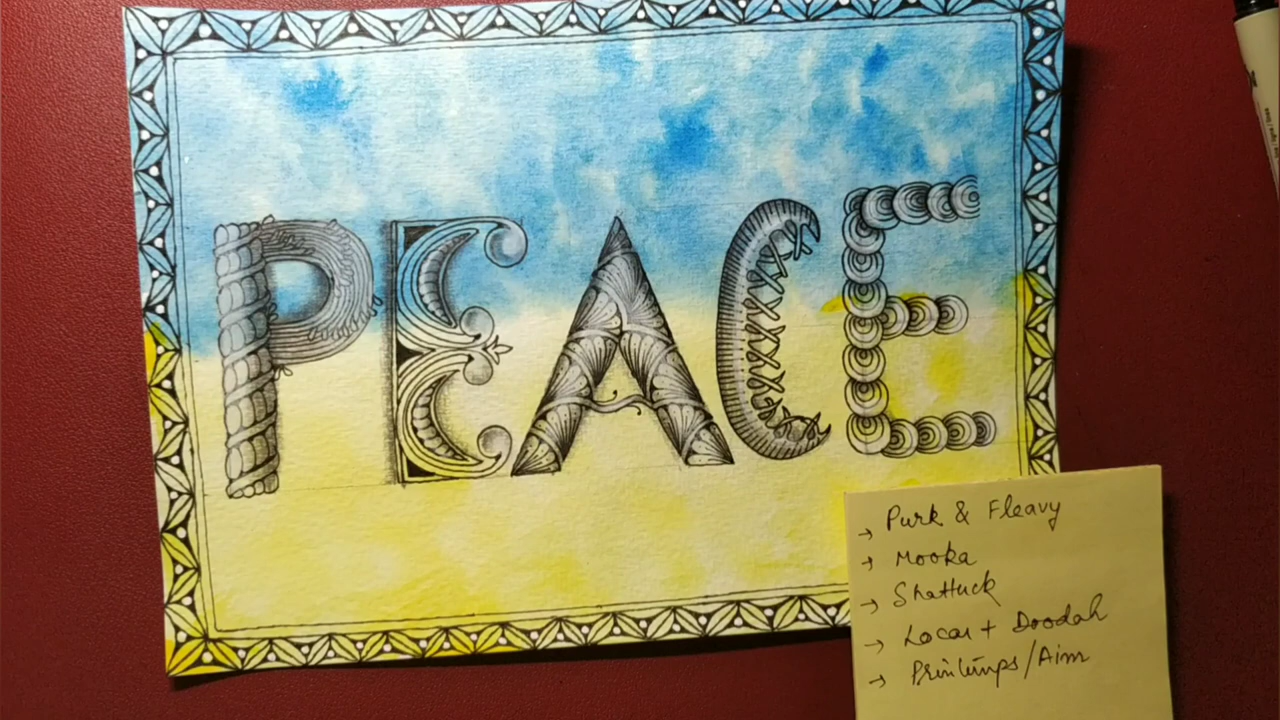 PEACE
→ Purk & Fleavy
→ Mooka
→ Shattuck
→ Locar + Doodah
→ Printemps/Aim